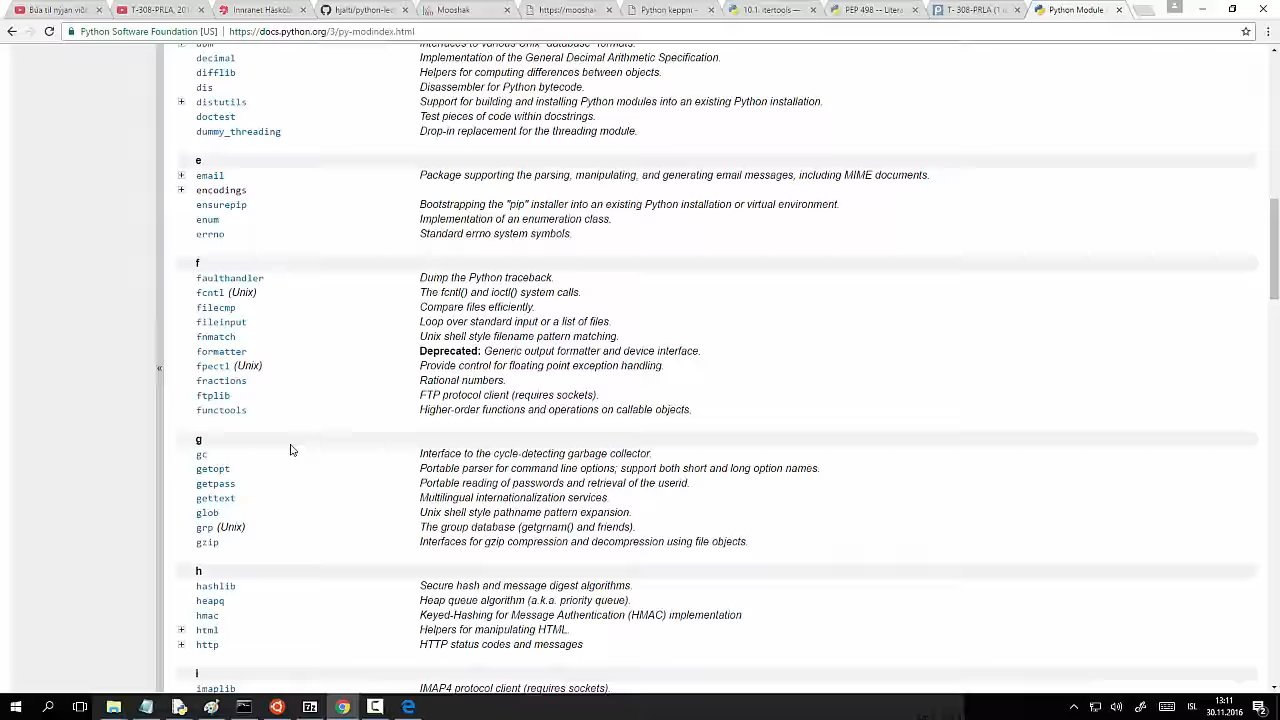 Búa til nýjan viðl
T-308-PRLA, 201
Innranet Háskól
hjalti/python-lec
Mooshak
https://moosha
Python keppni -
10.1. itertools —
PEP 498 -- Litera
T- 308-PRLA (1 n
Python Module
Python Software Foundation [US] https://docs.python.org/3/py-modindex.html
dbm Interfaces to various Unix "database" formats.
decimal Implementation of the General Decimal Arithmetic Specification.
difflib Helpers for computing differences between objects.
dis Disassembler for Python bytecode.
distutils Support for building and installing Python modules into an existing Python installation.
doctest Test pieces of code within docstrings.
dummy_threading Drop-in replacement for the threading module.
e
email Package supporting the parsing, manipulating, and generating email messages, including MIME documents.
encodings
ensurepip Bootstrapping the "pip" installer into an existing Python installation or virtual environment.
enum Implementation of an enumeration class.
errno Standard errno system symbols.
f
faulthandler Dump the Python traceback.
fcntl (Unix) The fcntl() and ioctl() system calls.
filecmp Compare files efficiently.
fileinput Loop over standard input or a list of files.
fnmatch Unix shell style filename pattern matching.
formatter Deprecated: Generic output formatter and device interface.
fpectl (Unix) Provide control for floating point exception handling.
fractions Rational numbers.
ftplib FTP protocol client (requires sockets).
functools Higher-order functions and operations on callable objects.
g
gc Interface to the cycle-detecting garbage collector.
getopt Portable parser for command line options; support both short and long option names.
getpass Portable reading of passwords and retrieval of the userid.
gettext Multilingual internationalization services.
glob Unix shell style pathname pattern expansion.
grp (Unix) The group database (getgrnam() and friends).
gzip Interfaces for gzip compression and decompression using file objects.
h
hashlib Secure hash and message digest algorithms.
heapq Heap queue algorithm (a.k.a. priority queue).
hmac Keyed-Hashing for Message Authentication (HMAC) implementation
html Helpers for manipulating HTML.
http HTTP status codes and messages
i
imaplib IMAP4 protocol client (requires sockets).
ISL
13:11
30.11.2016